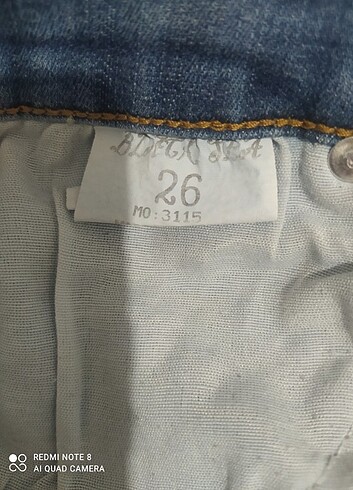 26
MO:3115
REDMI NOTE 8
AI QUAD CAMERA